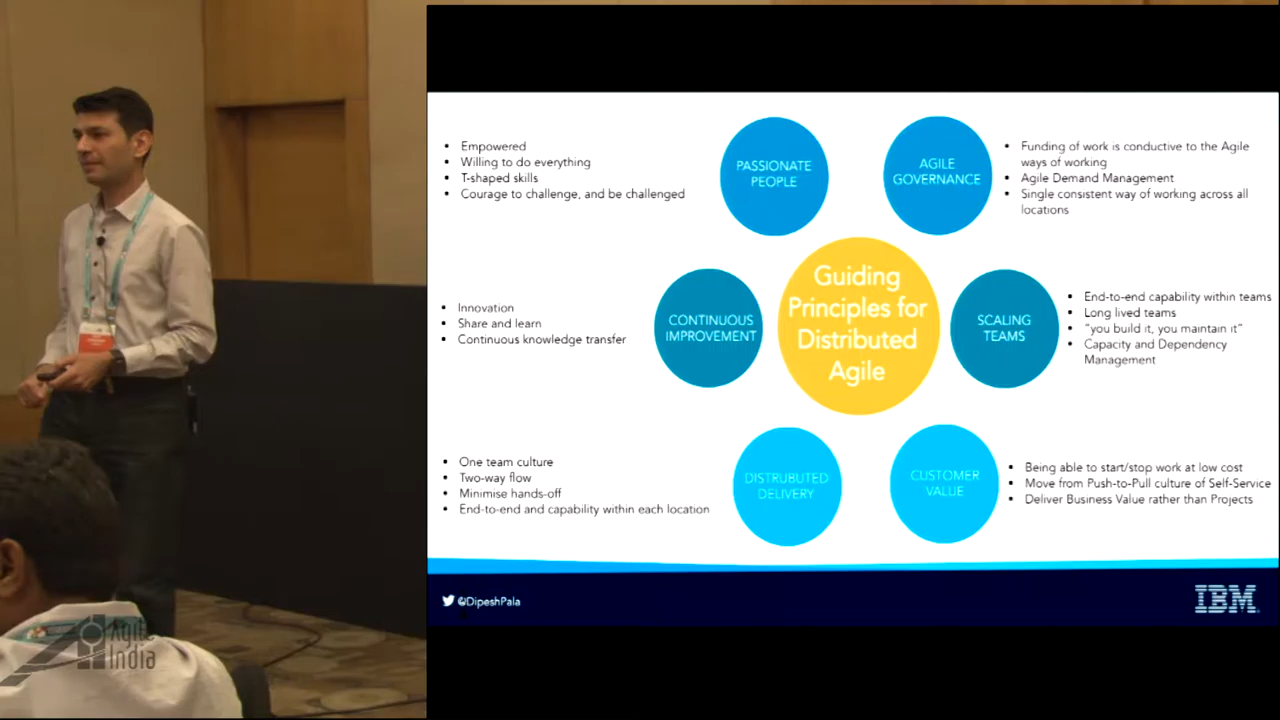 • Empowered
• Willing to do everything
• T-shaped skills
• Courage to challenge, and be challenged
PASSIONATE
PEOPLE
AGILE
GOVERNANCE
• Funding of work is conductive to the Agile
ways of working
• Agile Demand Management
• Single consistent way of working across all
locations
• Innovation
• Share and learn
• Continuous knowledge transfer
CONTINUOUS
IMPROVEMENT
Guiding
Principles for
Distributed
Agile
SCALING
TEAMS
• End-to-end capability within teams
• Long lived teams
• "you build it, you maintain it"
• Capacity and Dependency
Management
• One team culture
• Two-way flow
• Minimise hands-off
• End-to-end and capability within each location
DISTRUBUTED
DELIVERY
CUSTOMER
VALUE
• Being able to start/stop work at low cost
• Move from Push-to-Pull culture of Self-Service
• Deliver Business Value rather than Projects
@DipeshPala
IBM
Agile
India